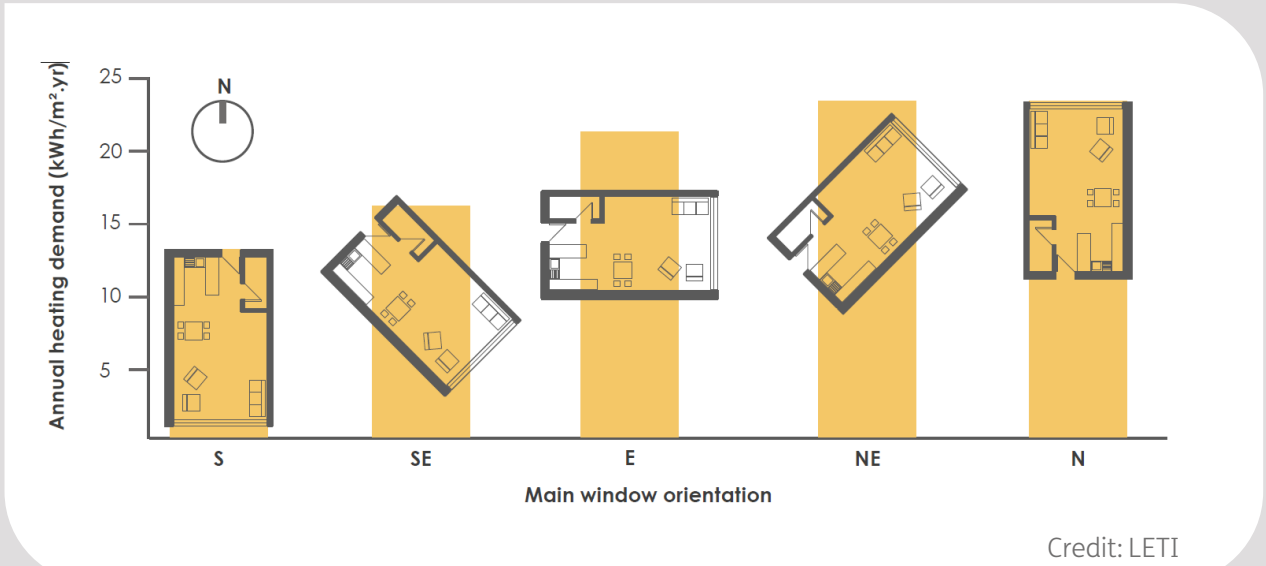 Annual heating demand (kWh/m².yr)
25
20
15
10
5
N
S
SE
E
NE
N
Main window orientation
Credit: LETI